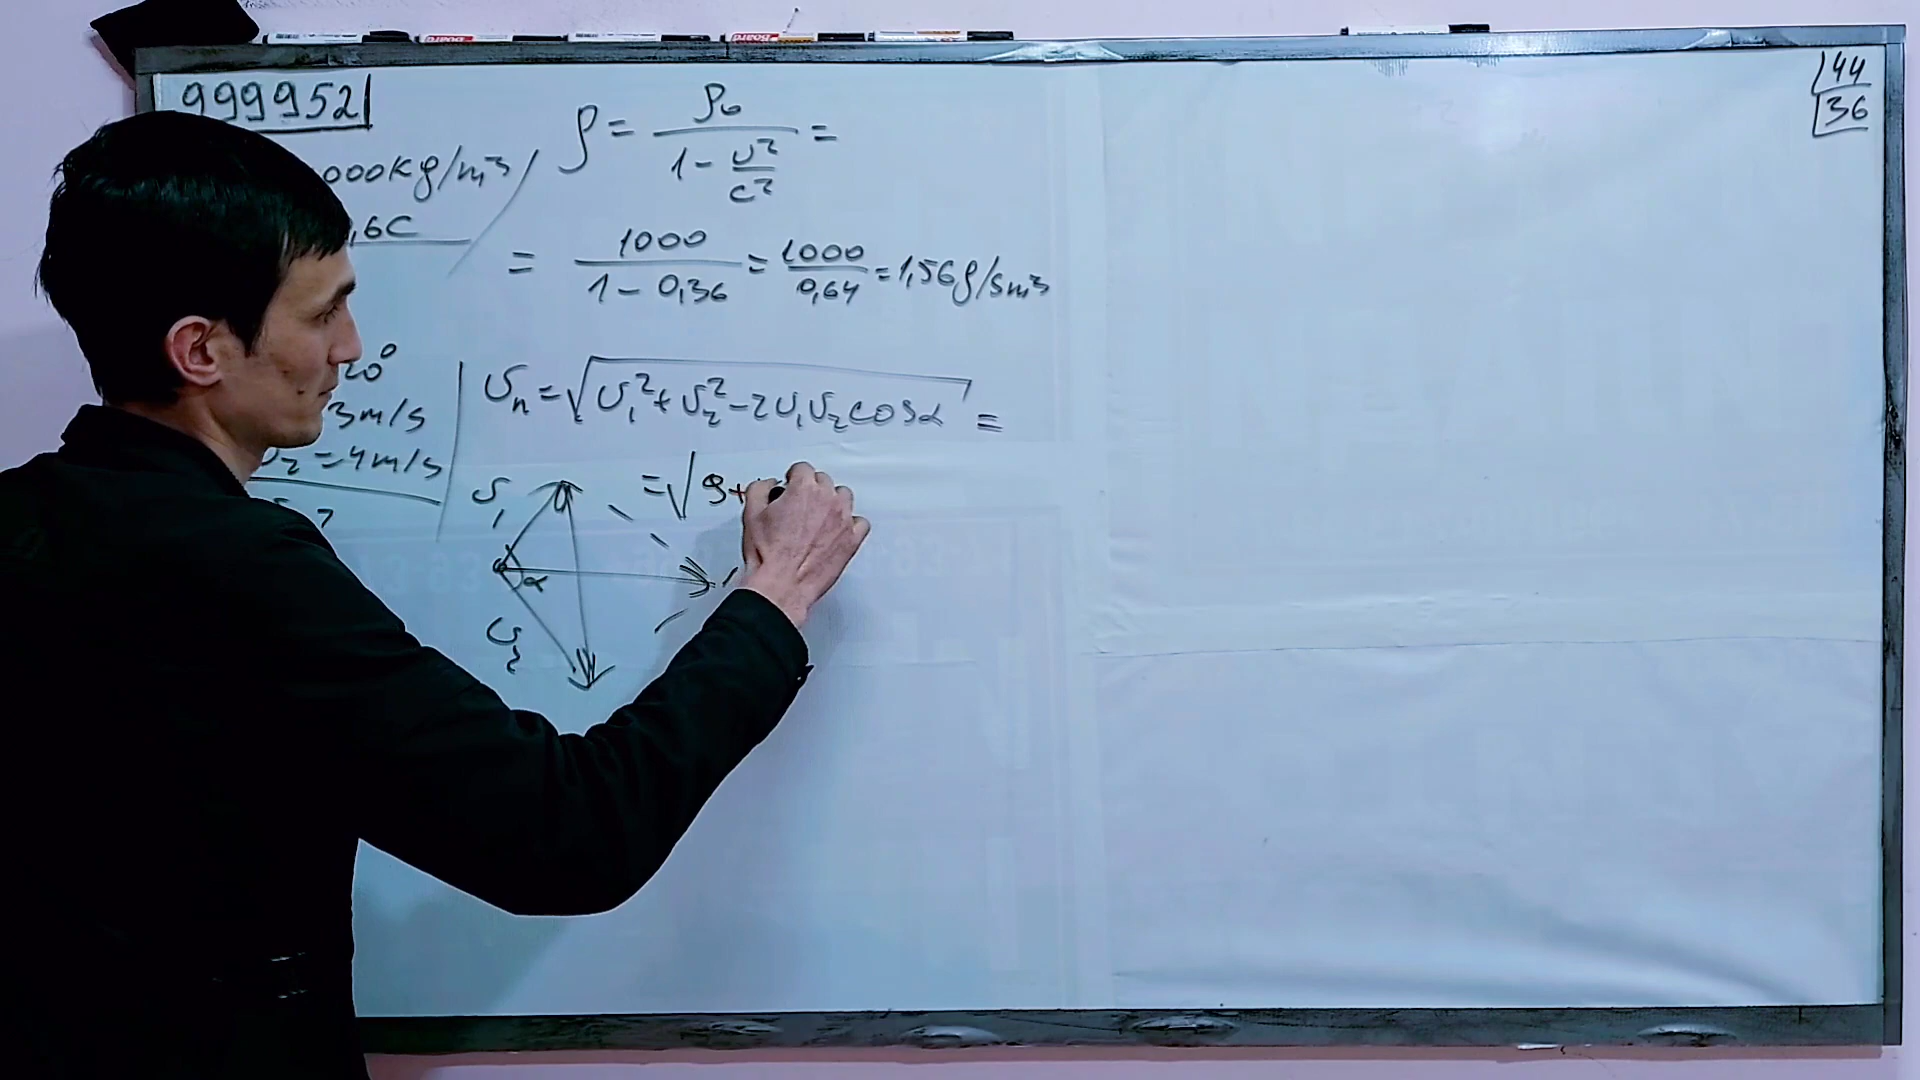 999952
44
36
000kg/m³
ρ = ρ₀ / (1 - υ²/c²) =
,6C
= 1000 / (1 - 0,36) = 1000 / 0,64 = 1,56g/sm³
20°
3m/s
υₙ = √(υ₁² + υ₂² - 2υ₁υ₂cosα) =
υ₂ = 4m/s
= √9+
υ₁
?
α
υ₂